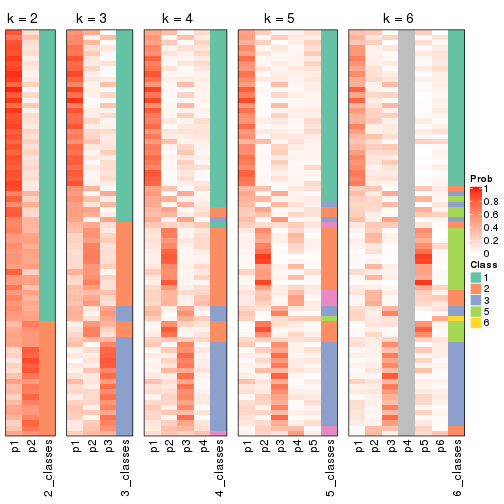 k = 2
k = 3
k = 4
k = 5
k = 6
p1
p2
2_classes
p1
p2
p3
3_classes
p1
p2
p3
p4
4_classes
p1
p2
p3
p4
p5
5_classes
p1
p2
p3
p4
p5
p6
6_classes
Prob
1
0.8
0.6
0.4
0.2
0
Class
1
2
3
5
6